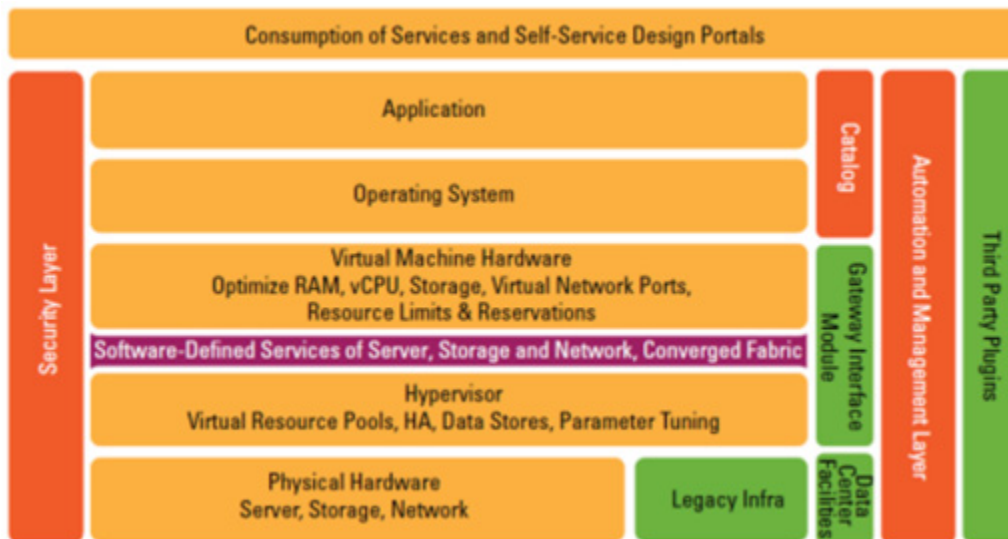 Consumption of Services and Self-Service Design Portals
Security Layer
Application
Operating System
Virtual Machine Hardware
Optimize RAM, vCPU, Storage, Virtual Network Ports,
Resource Limits & Reservations
Software-Defined Services of Server, Storage and Network, Converged Fabric
Hypervisor
Virtual Resource Pools, HA, Data Stores, Parameter Tuning
Physical Hardware
Server, Storage, Network
Legacy Infra
Catalog
Gateway Interface
Module
Data
Center
Facilities
Automation and Management Layer
Third Party Plugins